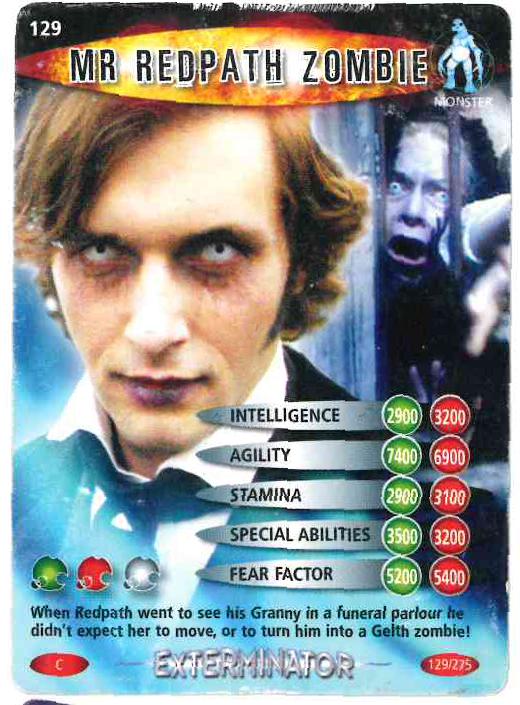 129
MR REDPATH ZOMBIE
MONSTER
INTELLIGENCE 2900 3200
AGILITY 7400 6900
STAMINA 2900 3100
SPECIAL ABILITIES 3500 3200
FEAR FACTOR 5200 5400
When Redpath went to see his Granny in a funeral parlour he
didn't expect her to move, or to turn him into a Gelth zombie!
C EXTERMINATOR 129/275